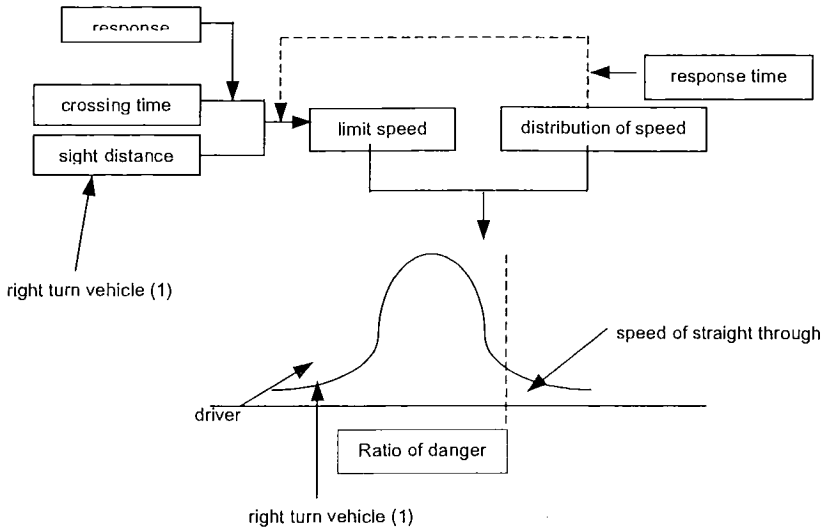 response
crossing time
sight distance
limit speed
distribution of speed
response time
right turn vehicle (1)
speed of straight through
driver
Ratio of danger
right turn vehicle (1)